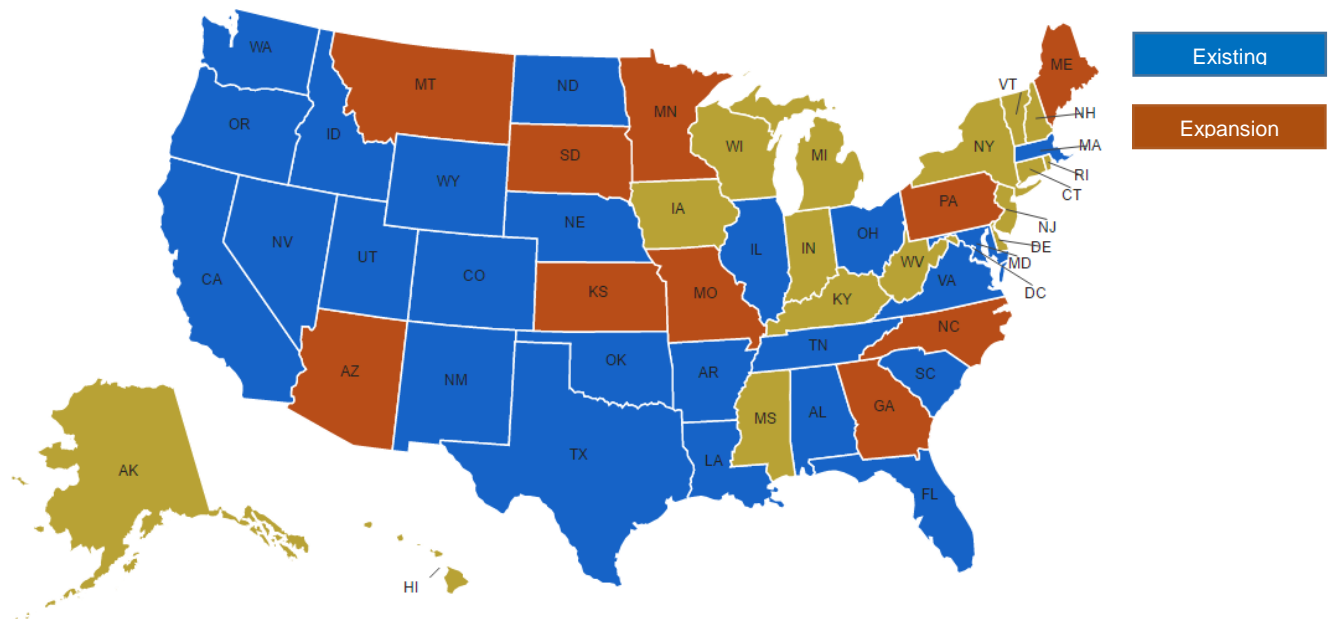 WA
MT
ND
MN
ME
VT
NH
OR
ID
SD
WI
MI
NY
MA
RI
CT
WY
NE
IA
PA
NJ
NV
UT
CO
IL
IN
OH
WV
VA
DE
MD
DC
CA
KS
MO
KY
NC
AZ
NM
OK
AR
TN
SC
MS
AL
GA
TX
LA
FL
AK
HI
Existing
Expansion